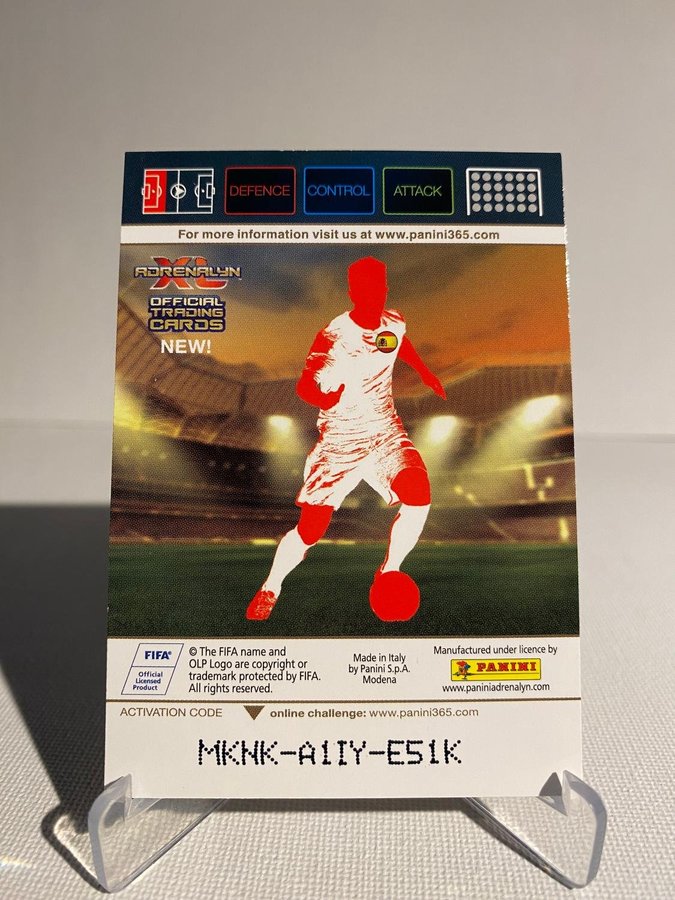 DEFENCE CONTROL ATTACK
For more information visit us at www.panini365.com
ADRENALYN
XL™
OFFICIAL
TRADING
CARDS
NEW!
© The FIFA name and
OLP Logo are copyright or
trademark protected by FIFA.
All rights reserved.
FIFA®
Official
Licensed
Product
Made in Italy
by Panini S.p.A.
Modena
Manufactured under licence by
PANINI
www.paniniadrenalyn.com
ACTIVATION CODE online challenge: www.panini365.com
MKNK-A1IY-E51K